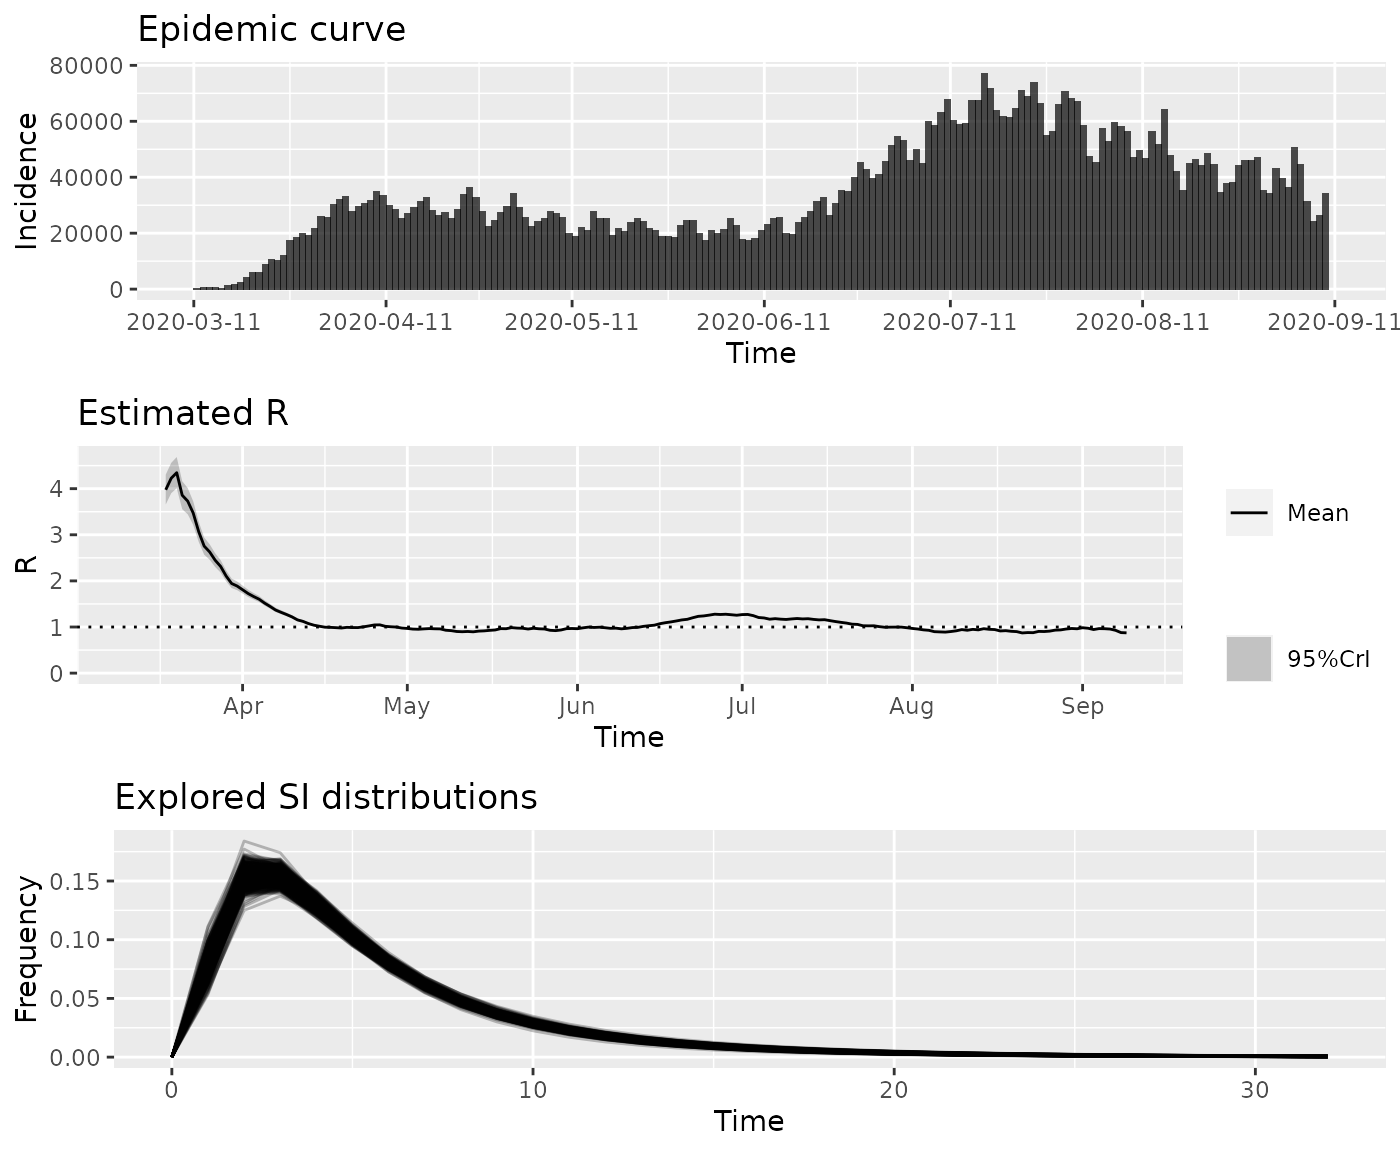 Epidemic curve
80000
60000
40000
20000
0
Incidence
2020-03-11 2020-04-11 2020-05-11 2020-06-11 2020-07-11 2020-08-11 2020-09-11
Time
Estimated R
4
3
2
1
0
R
Apr May Jun Jul Aug Sep
Time
Mean
95%CrI
Explored SI distributions
0.15
0.10
0.05
0.00
Frequency
0 10 20 30
Time